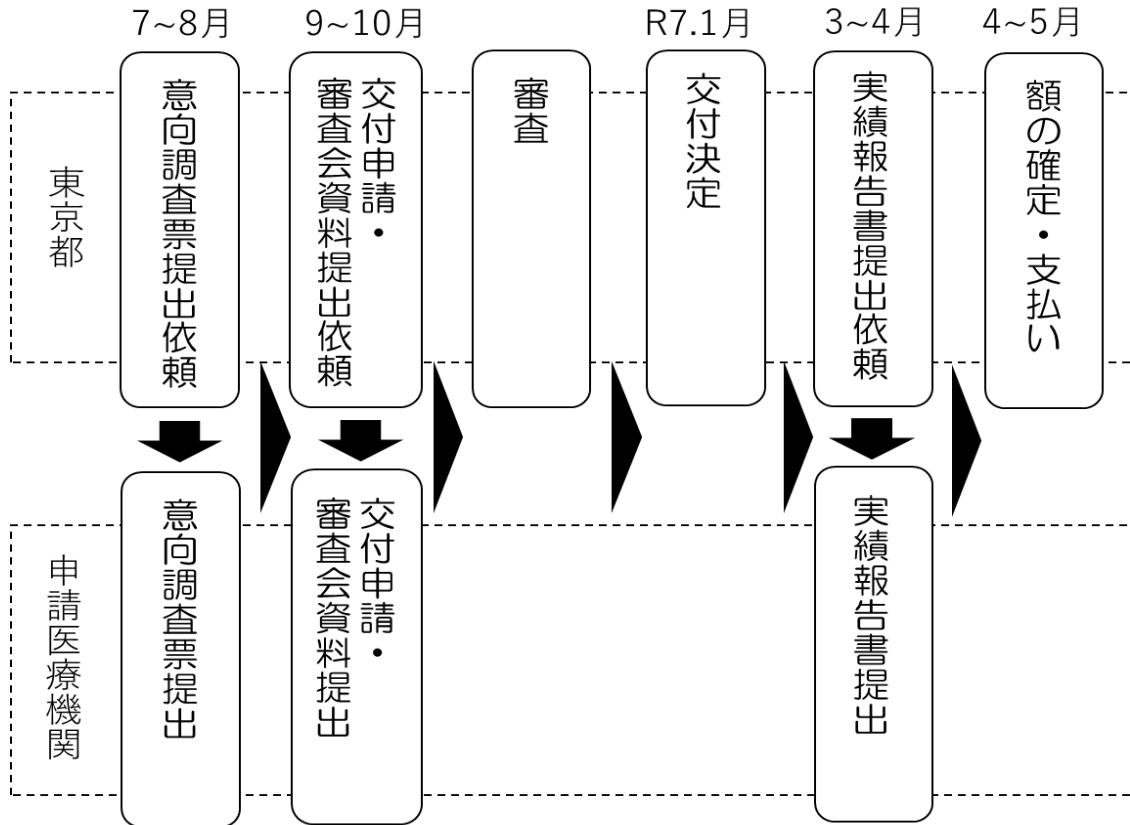 7~8月
9~10月
R7.1月
3~4月
4~5月
東京都
意向調査票提出依頼
交付申請・
審査会資料提出依頼
審査
交付決定
実績報告書提出依頼
額の確定・支払い
申請医療機関
意向調査票提出
交付申請・
審査会資料提出
実績報告書提出